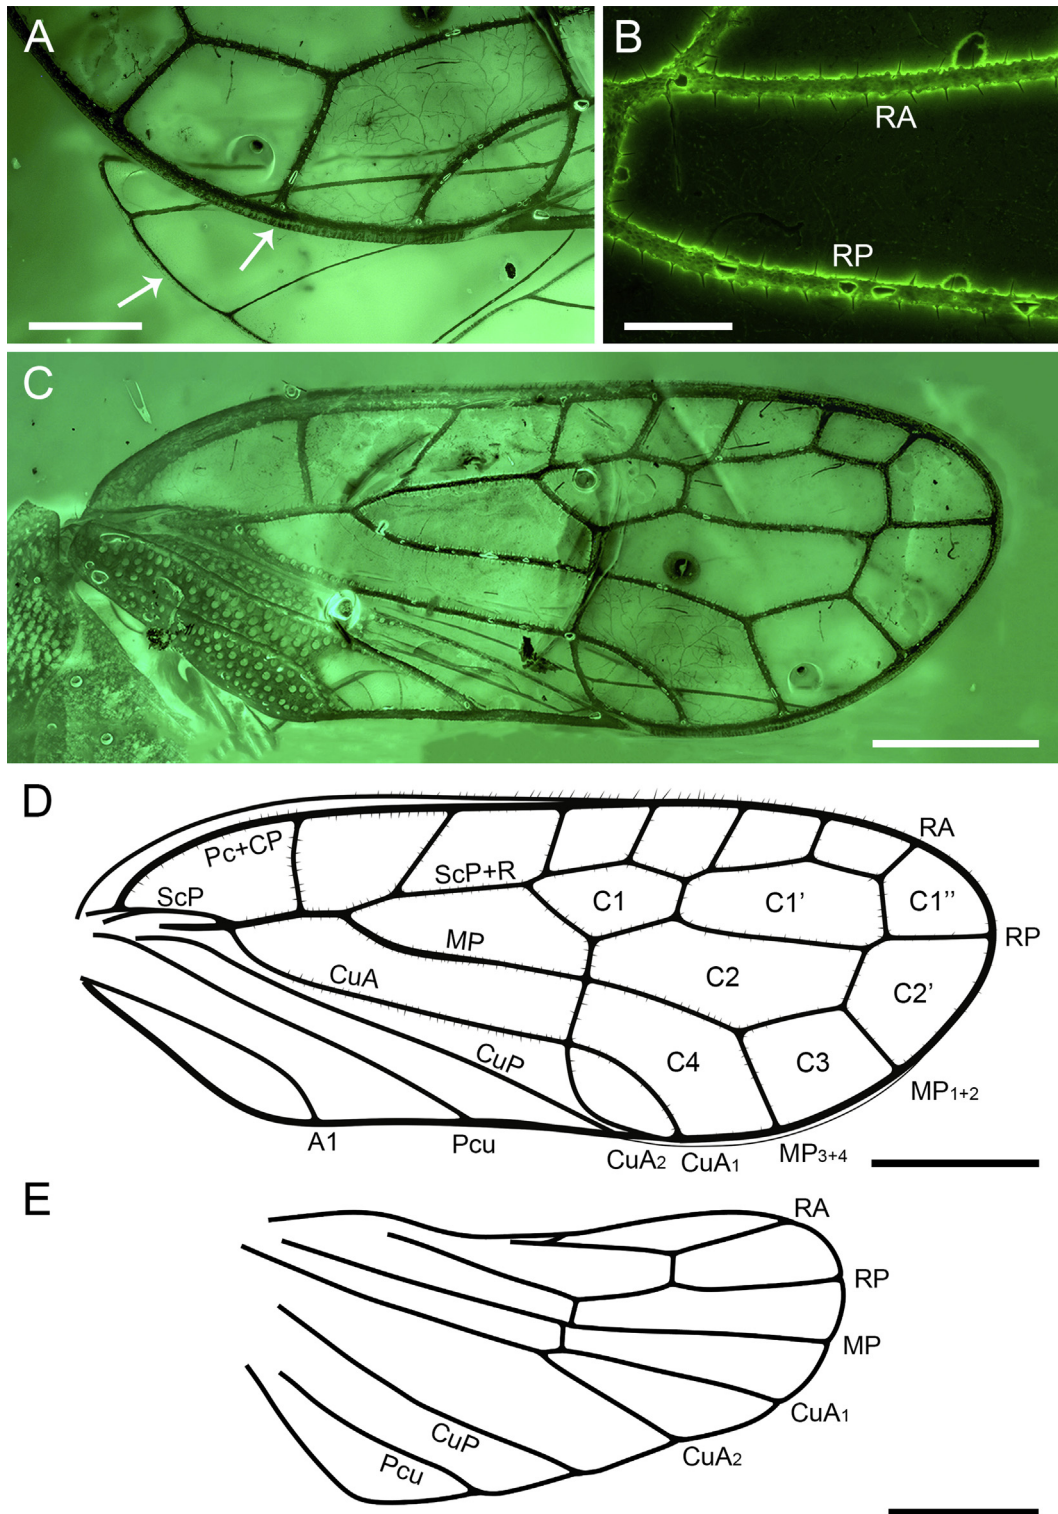 A
B
RA
RP
C
D
RA
Pc+CP
ScP+R
ScP
C1
C1'
C1''
RP
MP
CuA
C2
C2'
CuP
C4
C3
MP1+2
A1
Pcu
CuA2
CuA1
MP3+4
E
RA
RP
MP
CuA1
CuP
CuA2
Pcu